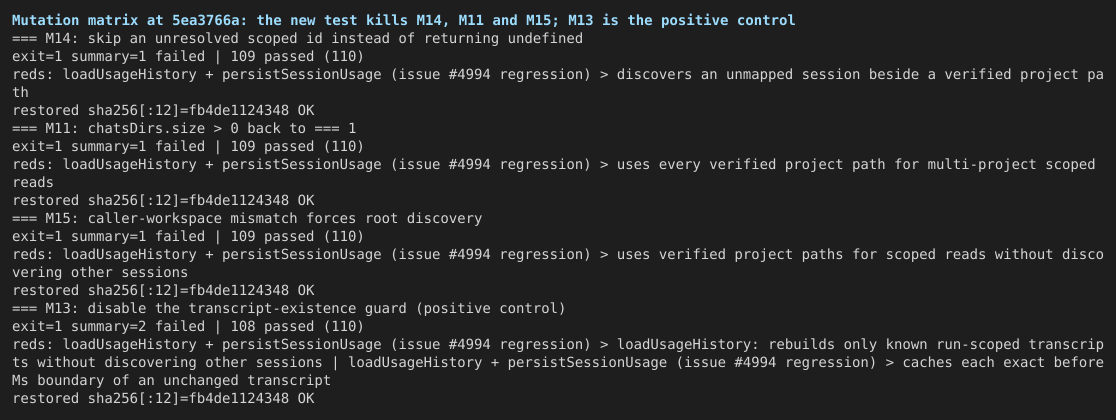 Mutation matrix at 5ea3766a: the new test kills M14, M11 and M15; M13 is the positive control
=== M14: skip an unresolved scoped id instead of returning undefined
exit=1 summary=1 failed | 109 passed (110)
reds: loadUsageHistory + persistSessionUsage (issue #4994 regression) > discovers an unmapped session beside a verified project pa
th
restored sha256[:12]=fb4de1124348 OK
=== M11: chatsDirs.size > 0 back to === 1
exit=1 summary=1 failed | 109 passed (110)
reds: loadUsageHistory + persistSessionUsage (issue #4994 regression) > uses every verified project path for multi-project scoped
reads
restored sha256[:12]=fb4de1124348 OK
=== M15: caller-workspace mismatch forces root discovery
exit=1 summary=1 failed | 109 passed (110)
reds: loadUsageHistory + persistSessionUsage (issue #4994 regression) > uses verified project paths for scoped reads without disco
vering other sessions
restored sha256[:12]=fb4de1124348 OK
=== M13: disable the transcript-existence guard (positive control)
exit=1 summary=2 failed | 108 passed (110)
reds: loadUsageHistory + persistSessionUsage (issue #4994 regression) > loadUsageHistory: rebuilds only known run-scoped transcrip
ts without discovering other sessions | loadUsageHistory + persistSessionUsage (issue #4994 regression) > caches each exact before
Ms boundary of an unchanged transcript
restored sha256[:12]=fb4de1124348 OK